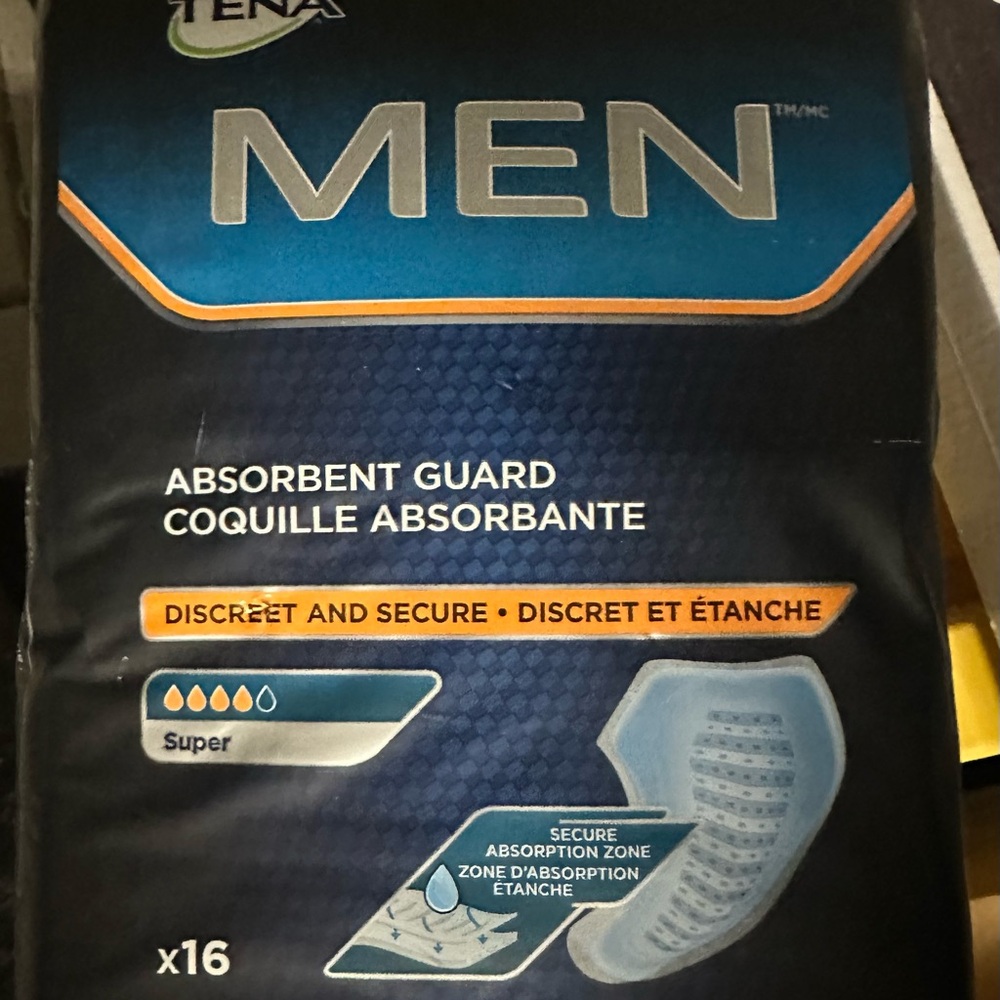 TENA
MEN TM/MC
ABSORBENT GUARD
COQUILLE ABSORBANTE
DISCREET AND SECURE • DISCRET ET ÉTANCHE
Super
SECURE
ABSORPTION ZONE
ZONE D'ABSORPTION
ÉTANCHE
x16